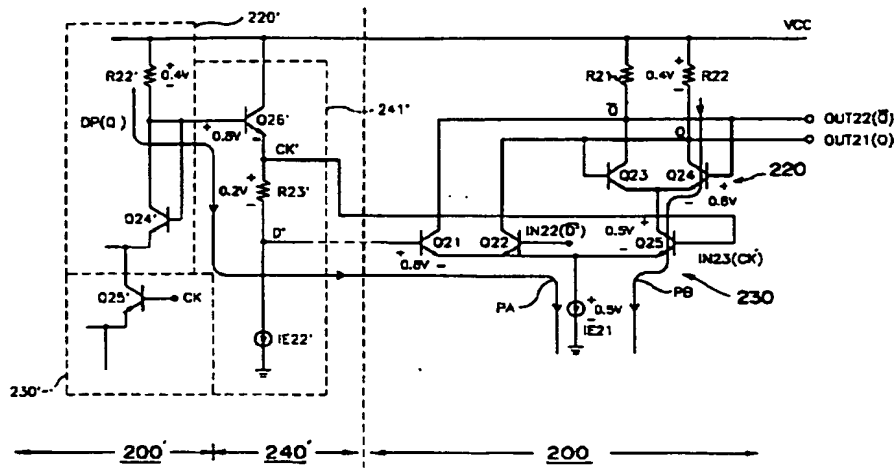 220'
VCC
R22'
+
0.4V
-
R21
0.4V
+
-
R22
241'
DP(Q)
+
0.8V
-
Q26'
Q̅
OUT22(Q̅)
Q
OUT21(Q)
CK'
Q23
Q24
220
0.2V
+
-
R23'
+
0.8V
-
Q24'
D'
Q21
Q22
IN22(D̅')
0.5V
+
-
Q25
IN23(CK')
0.8V
+
-
Q25'
CK
PA
PB
230
+
0.5V
-
IE21
IE22'
230'
200'
240'
200